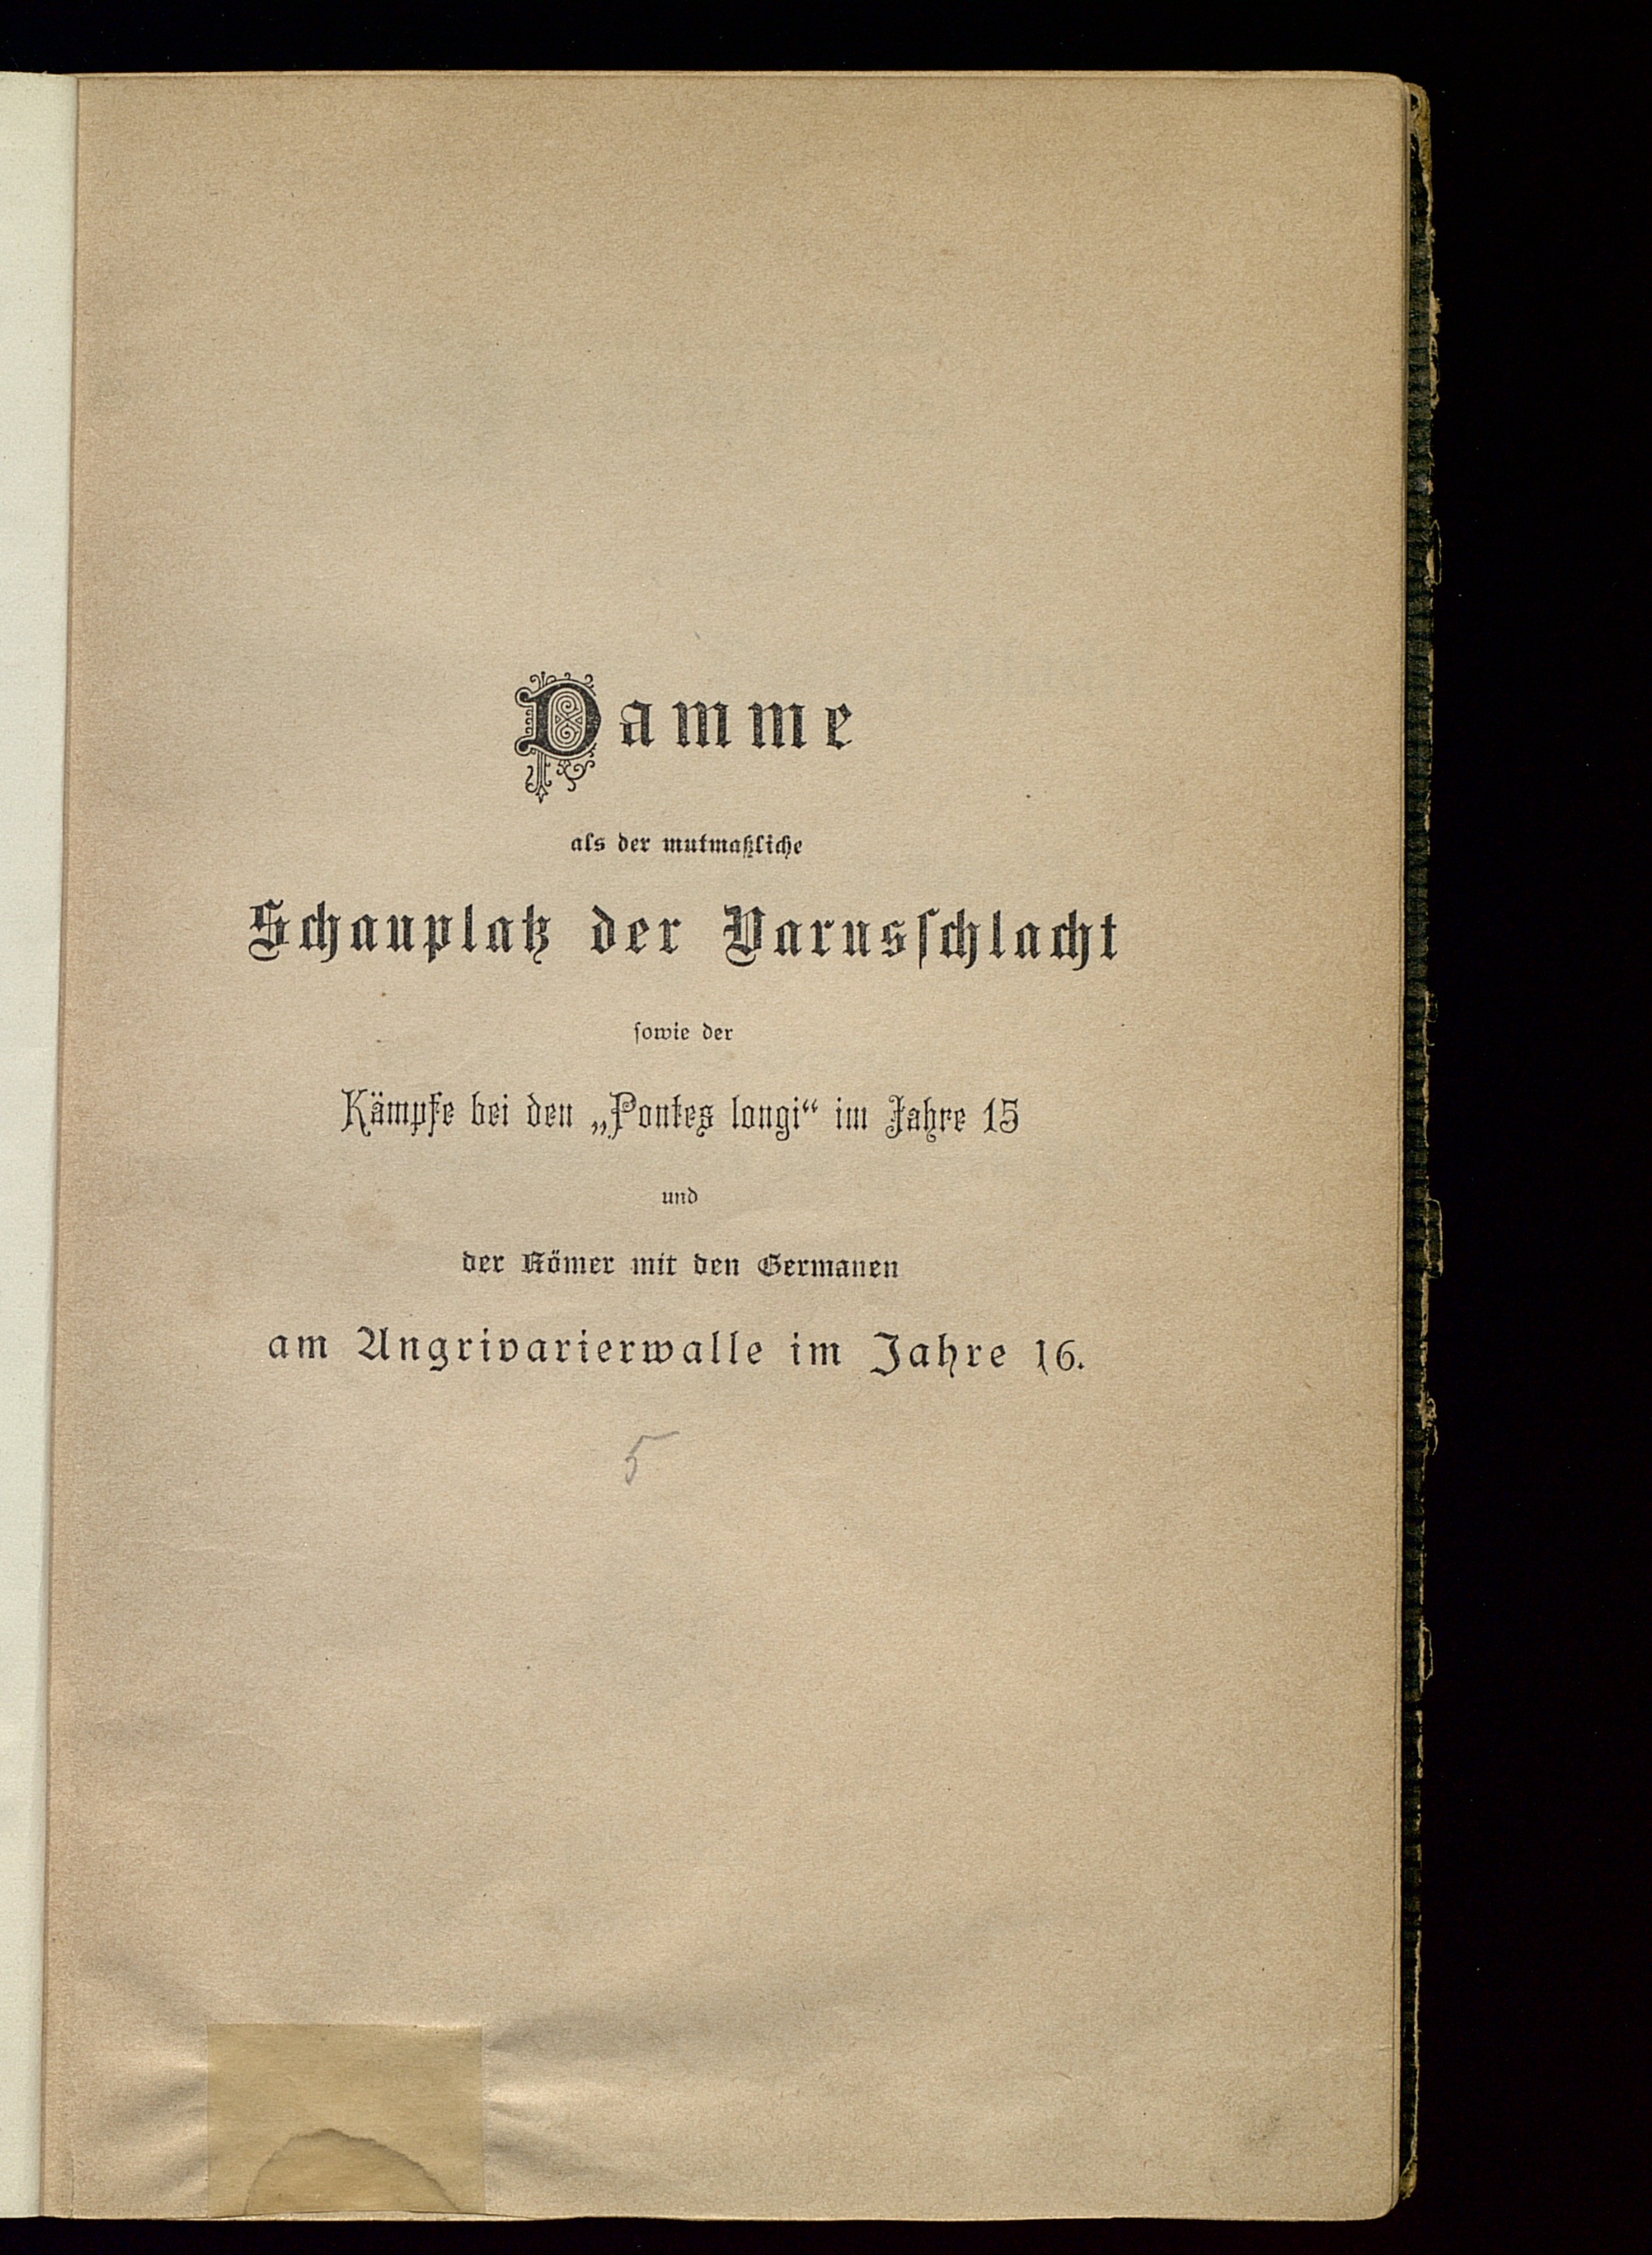 Damme
als der mutmaßliche
Schauplatz der Varusschlacht
sowie der
Kämpfe bei den „Pontes longi“ im Jahre 15
und
der Römer mit den Germanen
am Angrivarierwalle im Jahre 16.
5